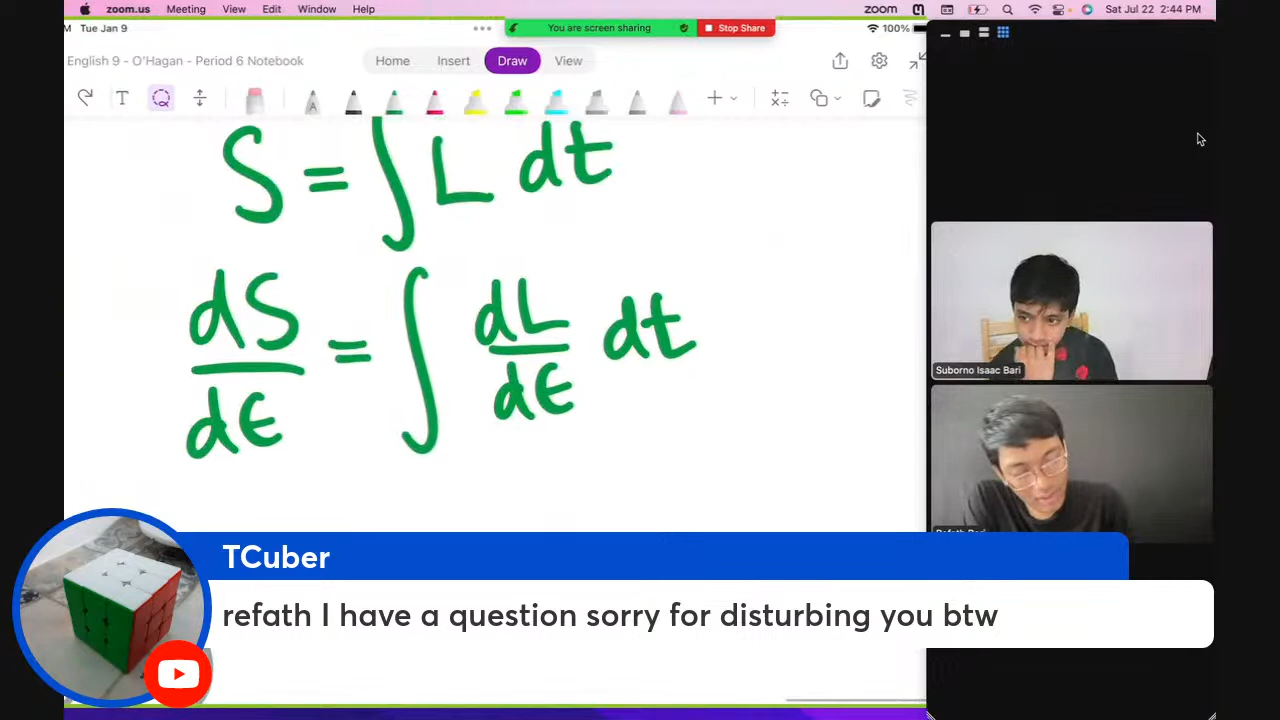 zoom.us Meeting View Edit Window Help
zoom Sat Jul 22 2:44 PM
Tue Jan 9
You are screen sharing Stop Share
100%
English 9 - O'Hagan - Period 6 Notebook
Home Insert Draw View
S = ∫ L dt
dS/dϵ = ∫ dL/dϵ dt
Suborno Isaac Bari
TCuber
refath I have a question sorry for disturbing you btw